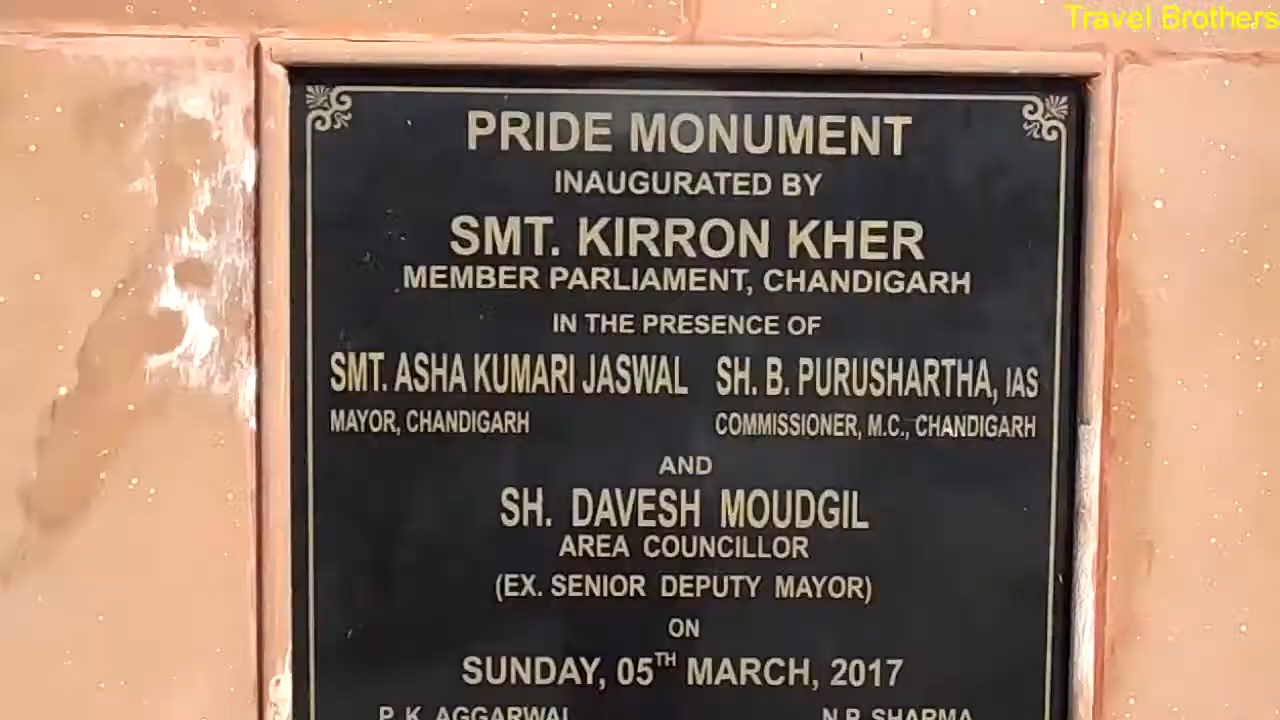 Travel Brothers
PRIDE MONUMENT
INAUGURATED BY
SMT. KIRRON KHER
MEMBER PARLIAMENT, CHANDIGARH
IN THE PRESENCE OF
SMT. ASHA KUMARI JASWAL SH. B. PURUSHARTHA, IAS
MAYOR, CHANDIGARH COMMISSIONER, M.C., CHANDIGARH
AND
SH. DAVESH MOUDGIL
AREA COUNCILLOR
(EX. SENIOR DEPUTY MAYOR)
ON
SUNDAY, 05TH MARCH, 2017
P. K. AGGARWAL N.P. SHARMA